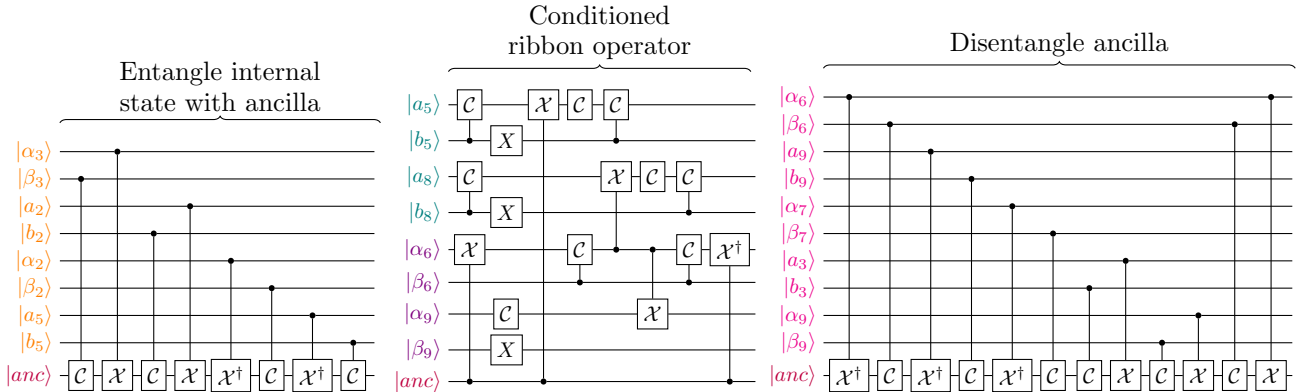 Entangle internal
state with ancilla
|α₃⟩
|β₃⟩ 𝒞
|a₂⟩ 𝒳
|b₂⟩
|α₂⟩
|β₂⟩
|a₅⟩
|b₅⟩
|anc⟩ 𝒞 𝒳 𝒞 𝒳 𝒳† 𝒞 𝒳† 𝒞
Conditioned
ribbon operator
|a₅⟩ 𝒞 𝒳 𝒞 𝒞
|b₅⟩ X
|a₈⟩ 𝒞 𝒳 𝒞 𝒞
|b₈⟩ X
|α₆⟩ 𝒳 𝒞 𝒞 𝒳†
|β₆⟩
|α₉⟩ 𝒞 𝒳
|β₉⟩ X
|anc⟩
Disentangle ancilla
|α₆⟩
|β₆⟩
|a₉⟩
|b₉⟩
|α₇⟩
|β₇⟩
|a₃⟩
|b₃⟩
|α₉⟩
|β₉⟩
|anc⟩ 𝒳† 𝒞 𝒳† 𝒞 𝒳† 𝒞 𝒞 𝒳 𝒞 𝒳 𝒞 𝒳